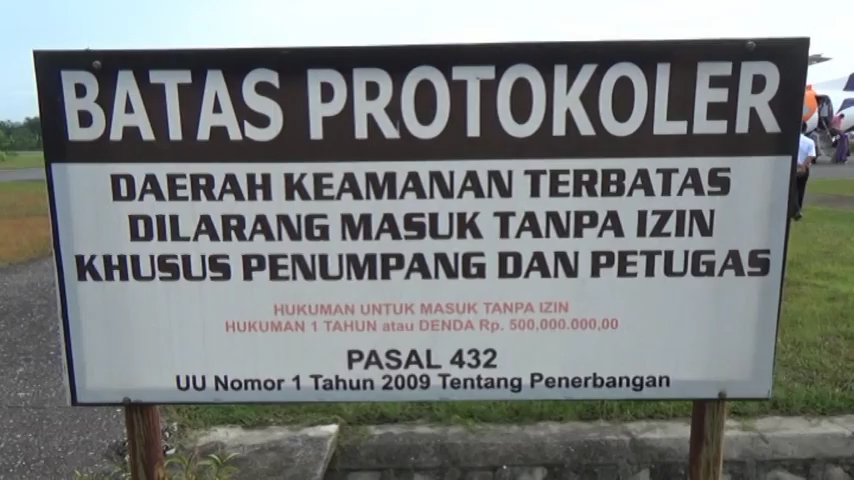 BATAS PROTOKOLER
DAERAH KEAMANAN TERBATAS
DILARANG MASUK TANPA IZIN
KHUSUS PENUMPANG DAN PETUGAS
HUKUMAN UNTUK MASUK TANPA IZIN
HUKUMAN 1 TAHUN atau DENDA Rp. 500,000.000,00
PASAL 432
UU Nomor 1 Tahun 2009 Tentang Penerbangan